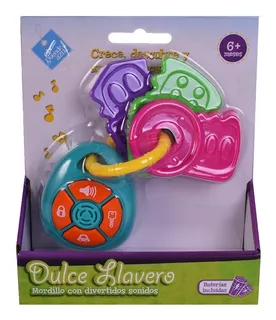 Crece, descubre y
6+
meses
Dulce Llavero
Mordillo con divertidos sonidos
Baterías
Incluidas